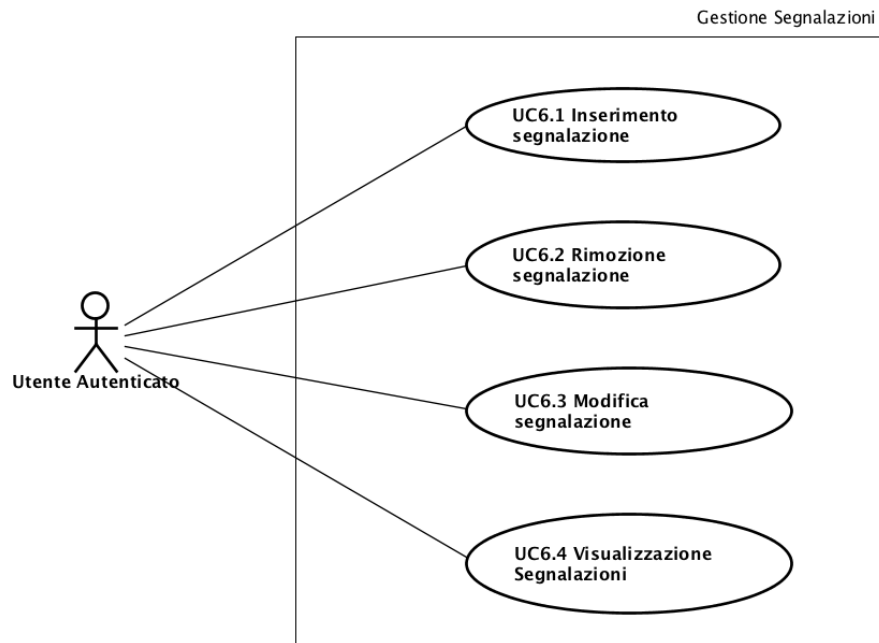 Gestione Segnalazioni
UC6.1 Inserimento
segnalazione
UC6.2 Rimozione
segnalazione
Utente Autenticato
UC6.3 Modifica
segnalazione
UC6.4 Visualizzazione
Segnalazioni